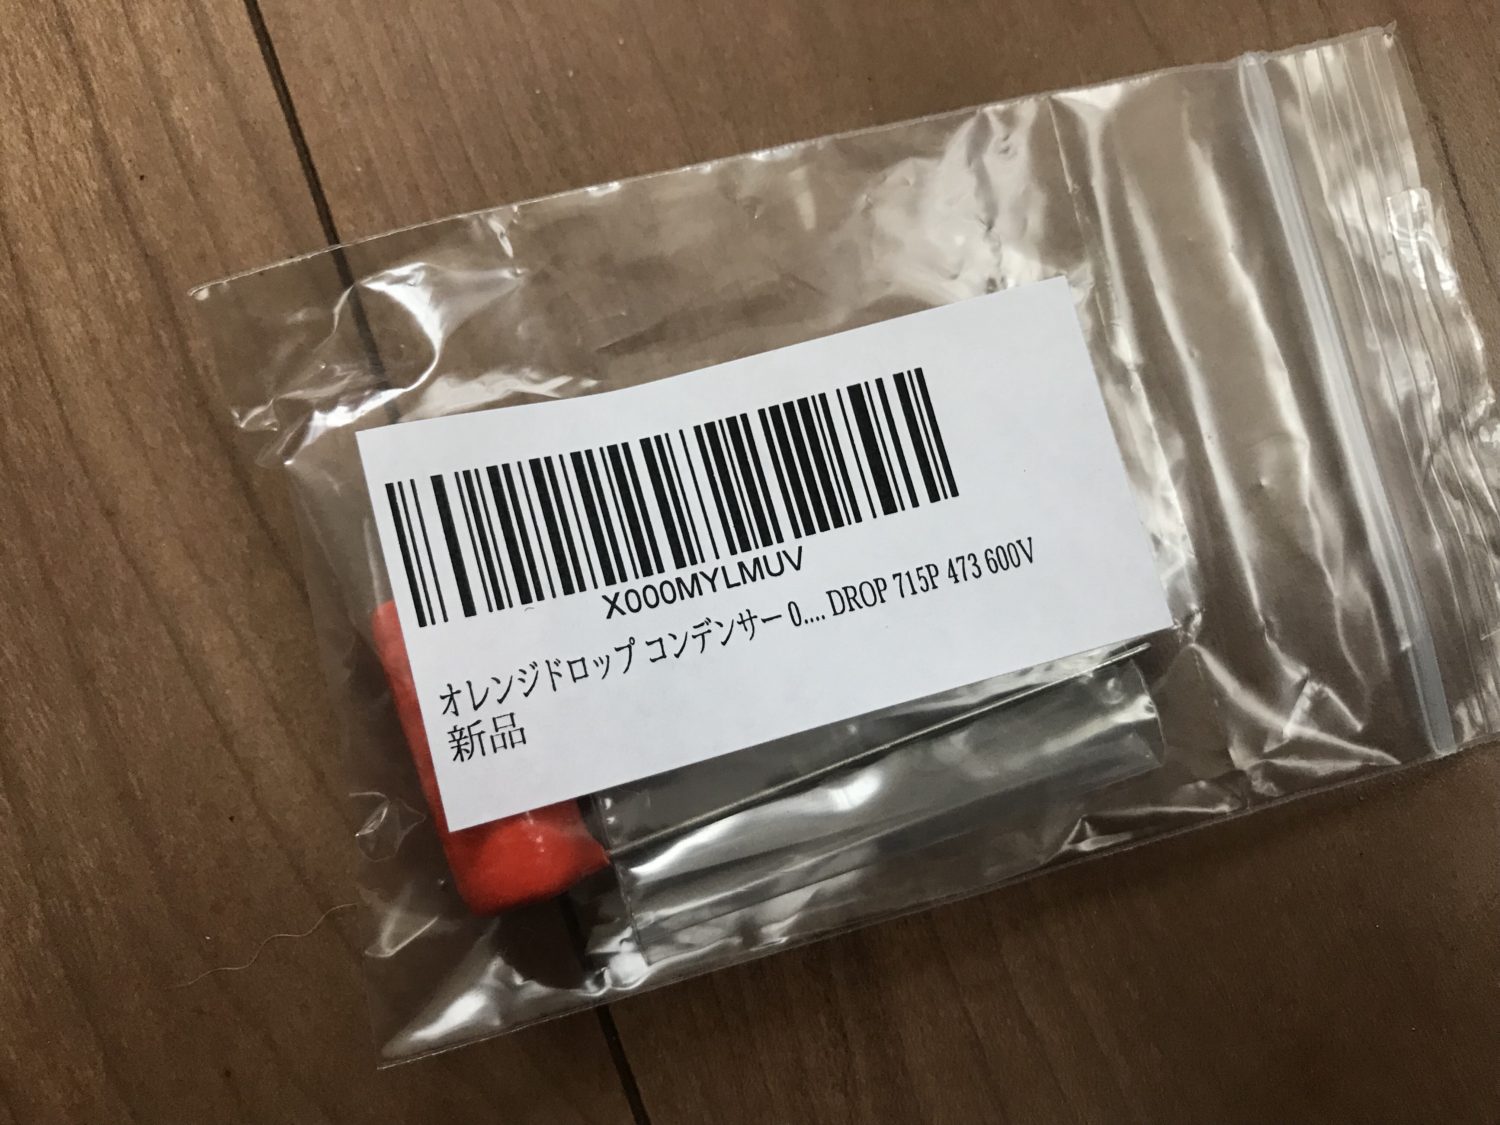 X000MYLMUV
オレンジドロップ コンデンサー 0.... DROP 715P 473 600V
新品